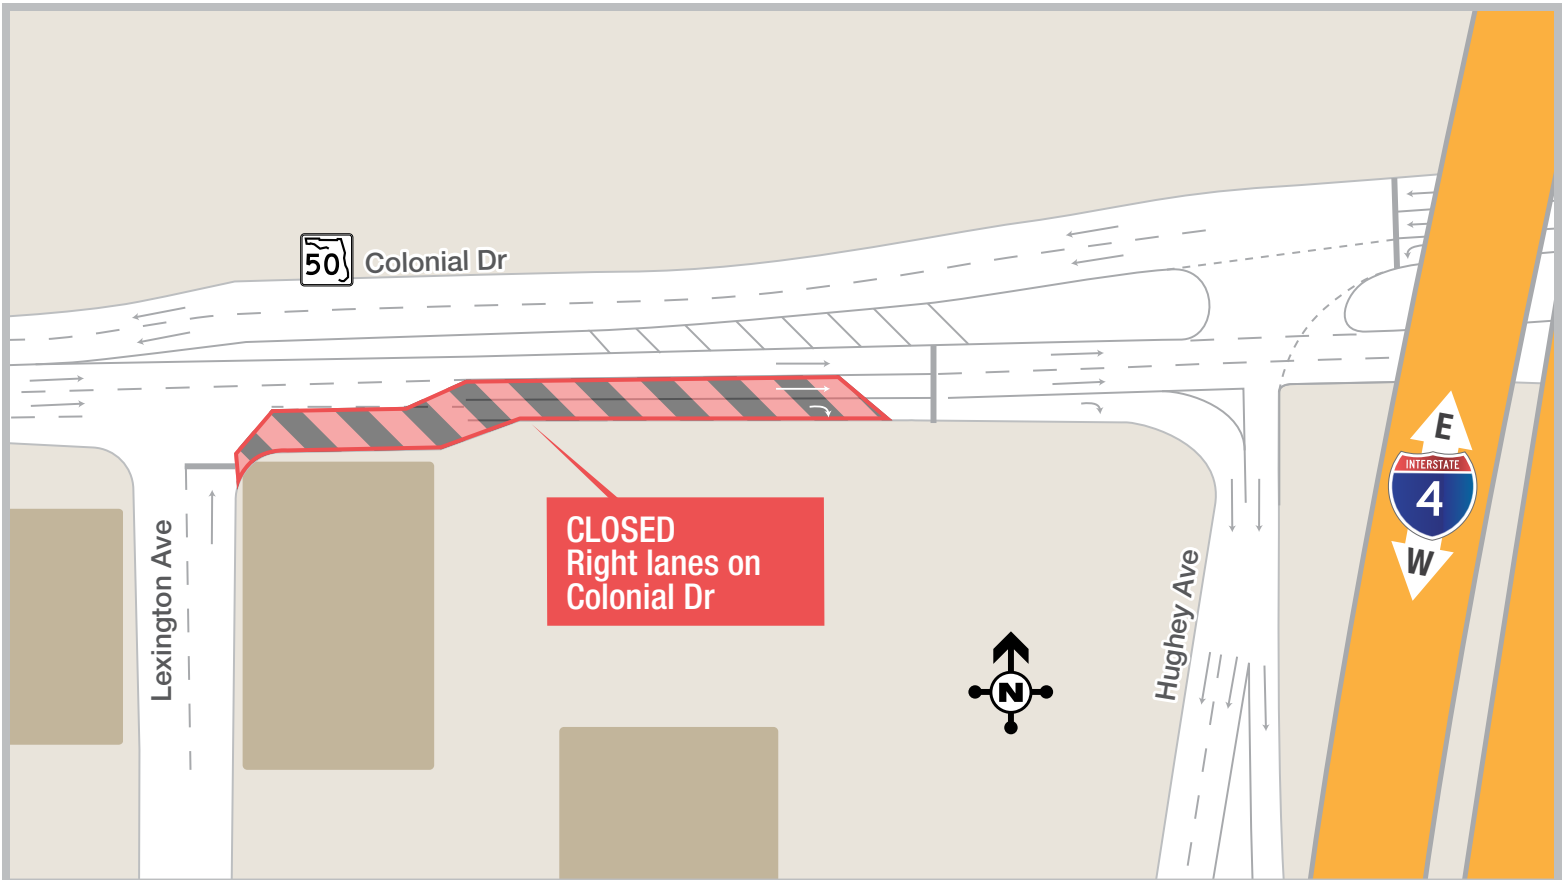 50
Colonial Dr
CLOSED
Right lanes on
Colonial Dr
Lexington Ave
Hughey Ave
N
E
INTERSTATE
4
W